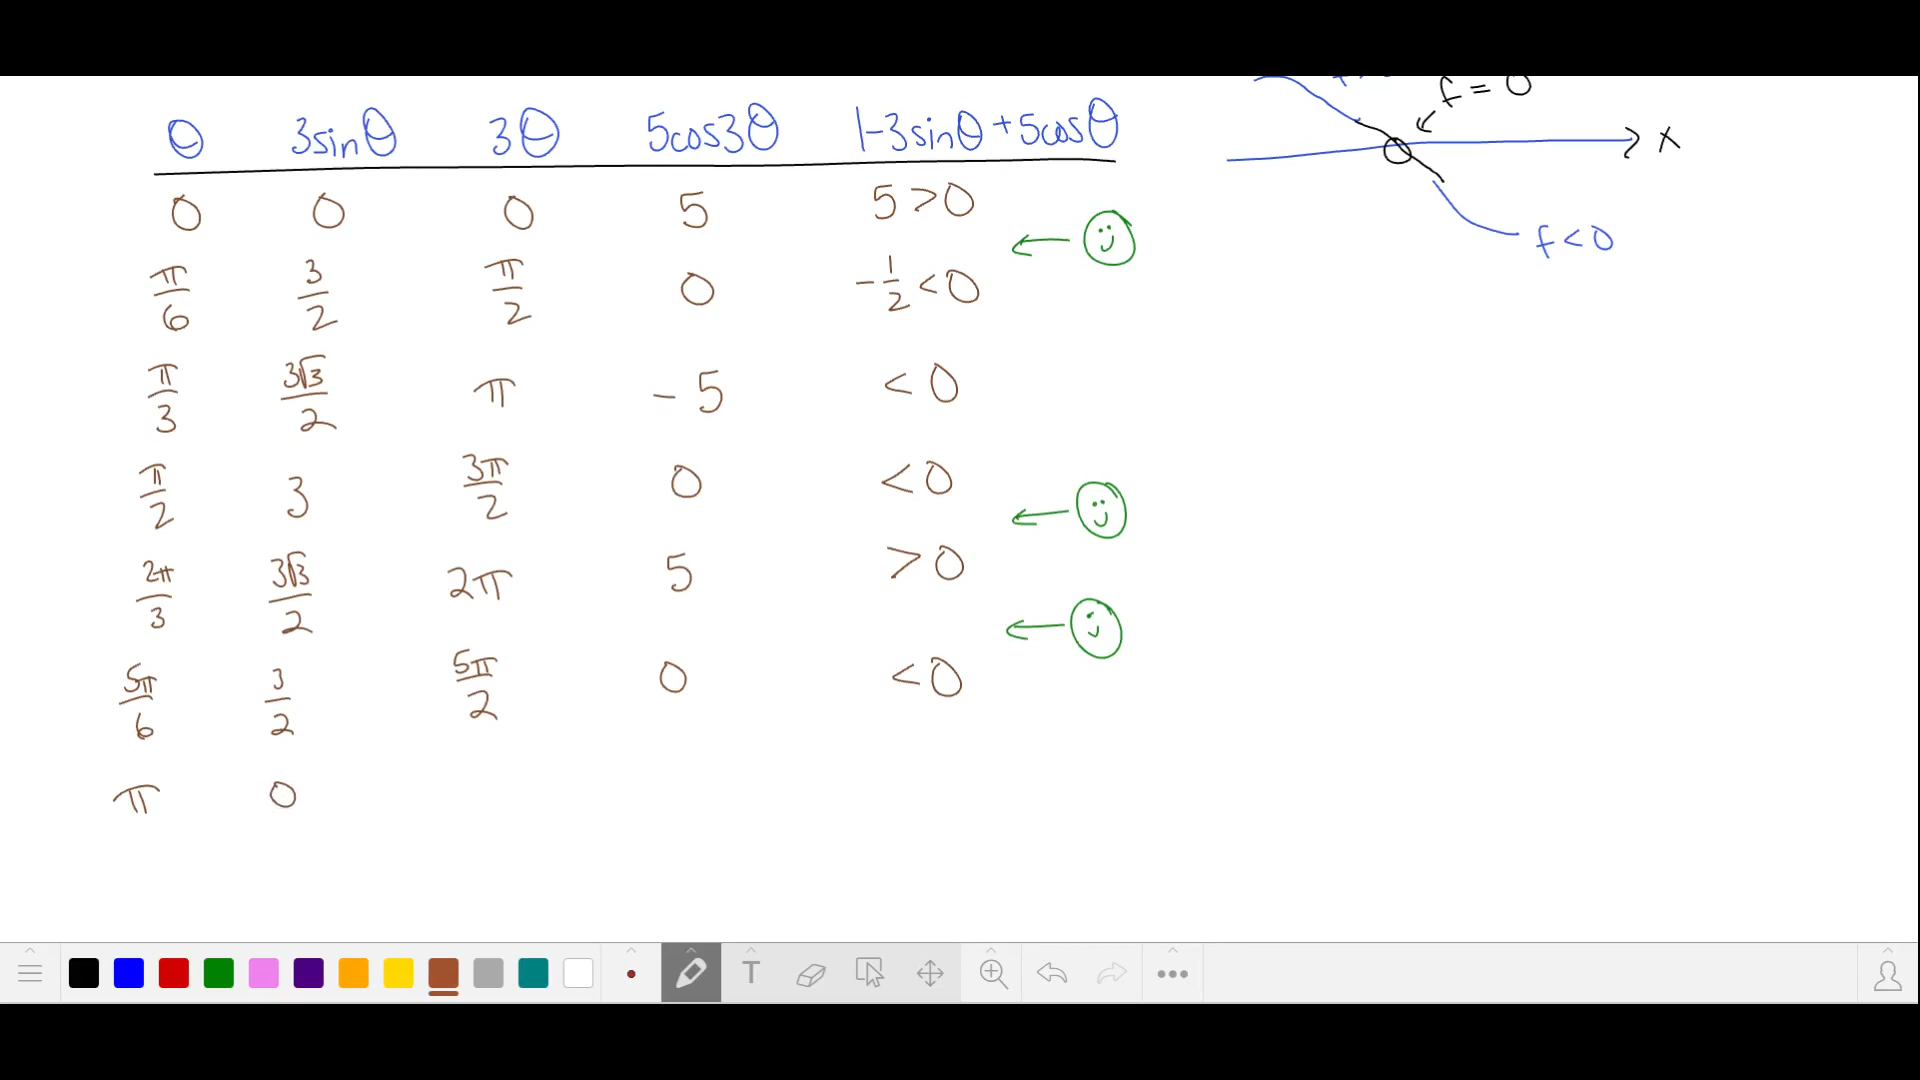 f = 0
θ 3sinθ 3θ 5cos3θ 1-3sinθ+5cosθ
x
0 0 0 5 5>0
f<0
π/6 3/2 π/2 0 -1/2<0
π/3 3√3/2 π -5 <0
π/2 3 3π/2 0 <0
2π/3 3√3/2 2π 5 >0
5π/6 3/2 5π/2 0 <0
π 0
T